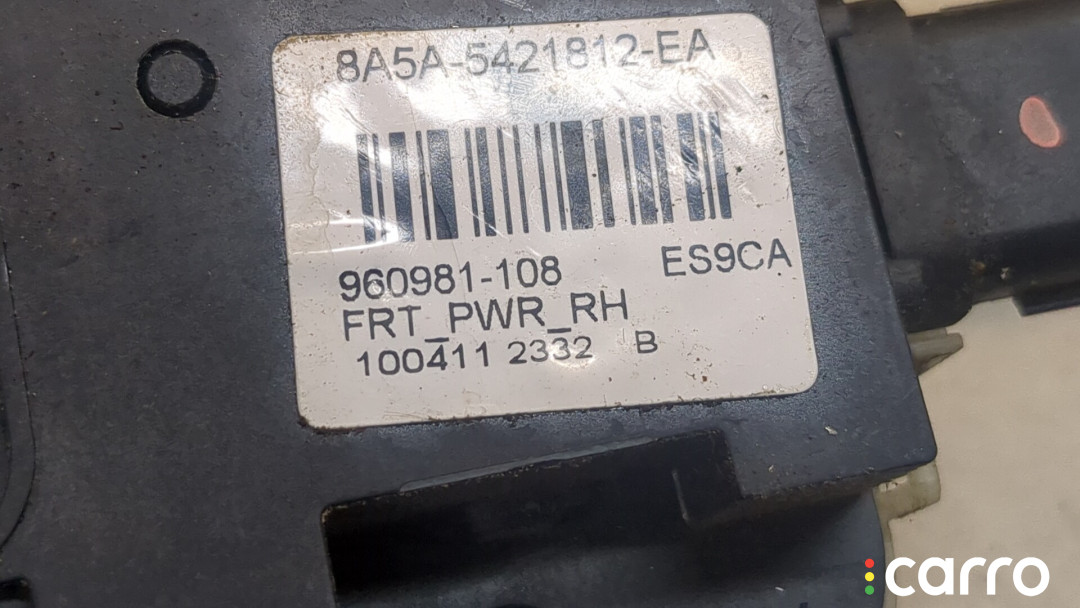 8A5A-5421812-EA
960981-108 ES9CA
FRT_PWR_RH
100411 2332 B
carro